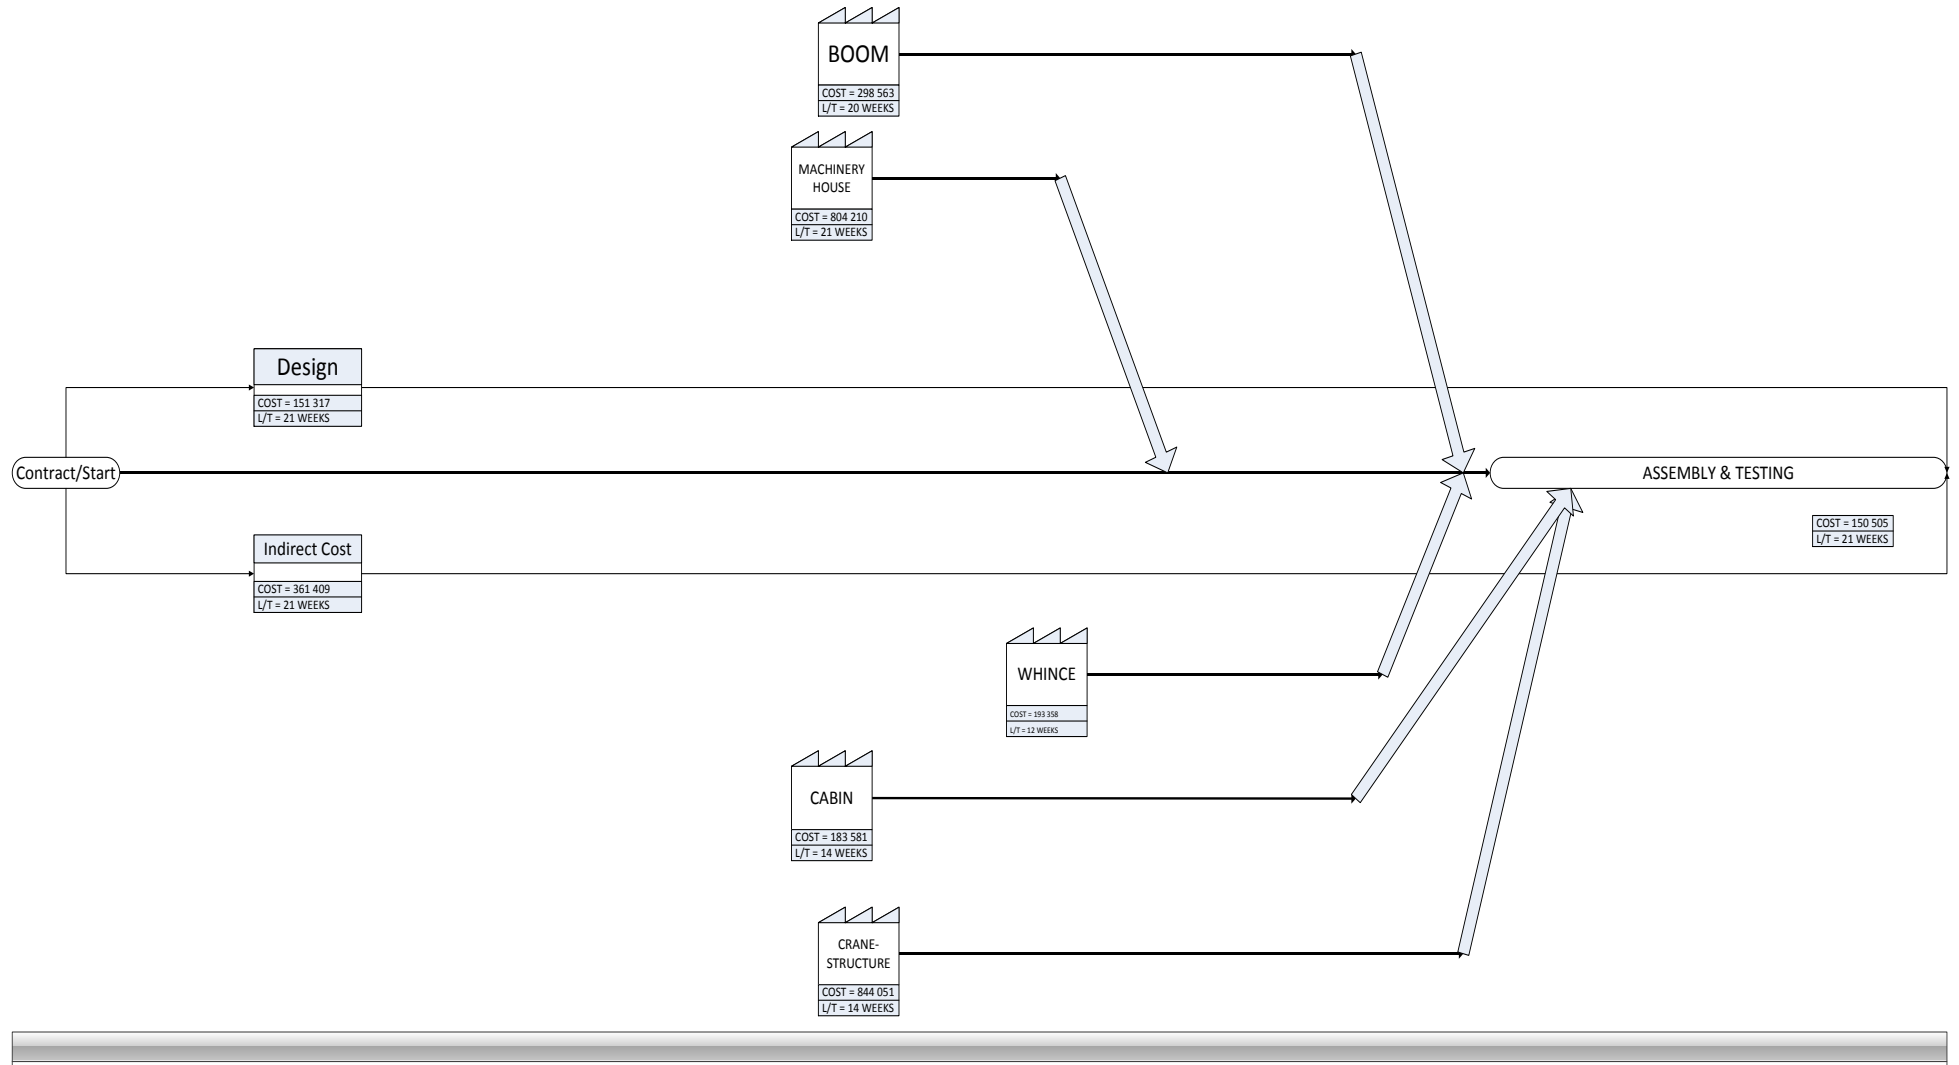 BOOM
COST = 298 563
L/T = 20 WEEKS
MACHINERY
HOUSE
COST = 804 210
L/T = 21 WEEKS
Design
COST = 151 317
L/T = 21 WEEKS
Contract/Start
ASSEMBLY & TESTING
COST = 150 505
L/T = 21 WEEKS
Indirect Cost
COST = 361 409
L/T = 21 WEEKS
WHINCE
COST = 193 358
L/T = 12 WEEKS
CABIN
COST = 183 581
L/T = 14 WEEKS
CRANE-
STRUCTURE
COST = 844 051
L/T = 14 WEEKS